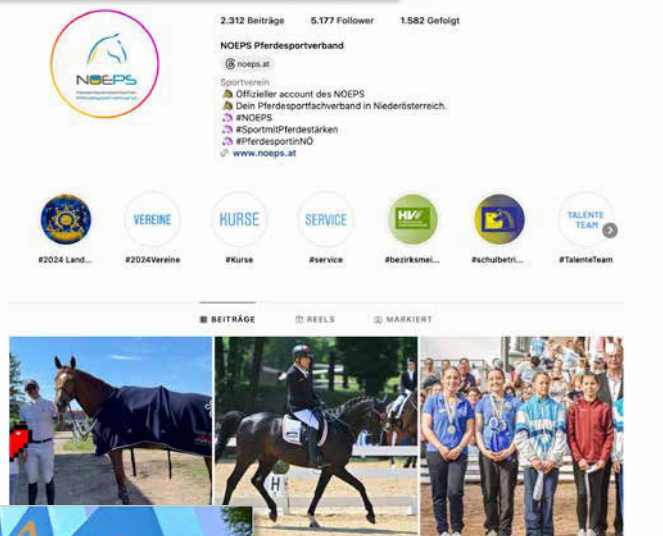 2.312 Beiträge 5.177 Follower 1.582 Gefolgt
NOEPS Pferdesportverband
noeps.at
Sportverein
Offizieller account des NOEPS
Dein Pferdesportfachverband in Niederösterreich.
#NOEPS
#SportmitPferdestärken
#PferdesportinNÖ
www.noeps.at
NOEPS
VEREINE
KURSE
SERVICE
HV
TALENTE
TEAM
#2024 Land... #2024Vereine #Kurse #service #bezirksmei... #schulbetri... #TalenteTeam
BEITRÄGE REELS MARKIERT
H